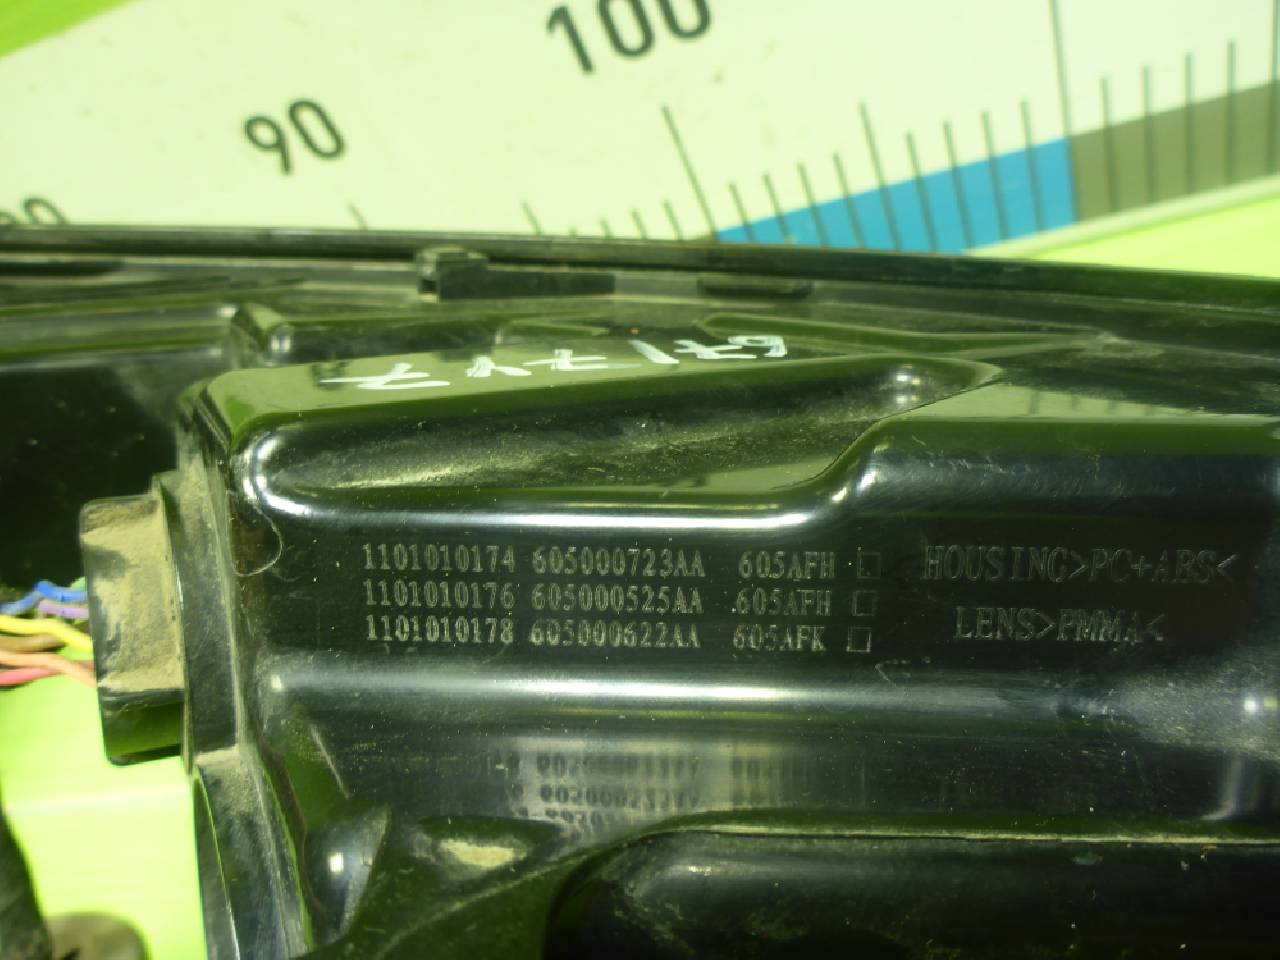 100
90
1101010174 605000723AA 605AFH
1101010176 605000525AA 605AFH
1101010178 605000622AA 605AFK
HOUSING>PC+ABS<
LENS>PMMA<